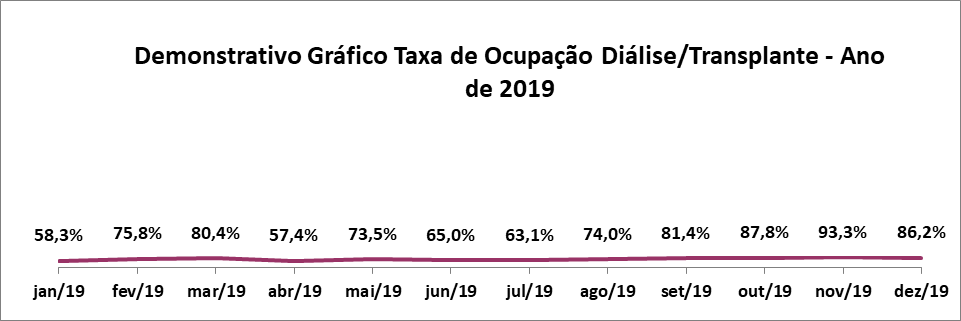 Demonstrativo Gráfico Taxa de Ocupação Diálise/Transplante - Ano
de 2019
58,3% 75,8% 80,4% 57,4% 73,5% 65,0% 63,1% 74,0% 81,4% 87,8% 93,3% 86,2%
jan/19 fev/19 mar/19 abr/19 mai/19 jun/19 jul/19 ago/19 set/19 out/19 nov/19 dez/19